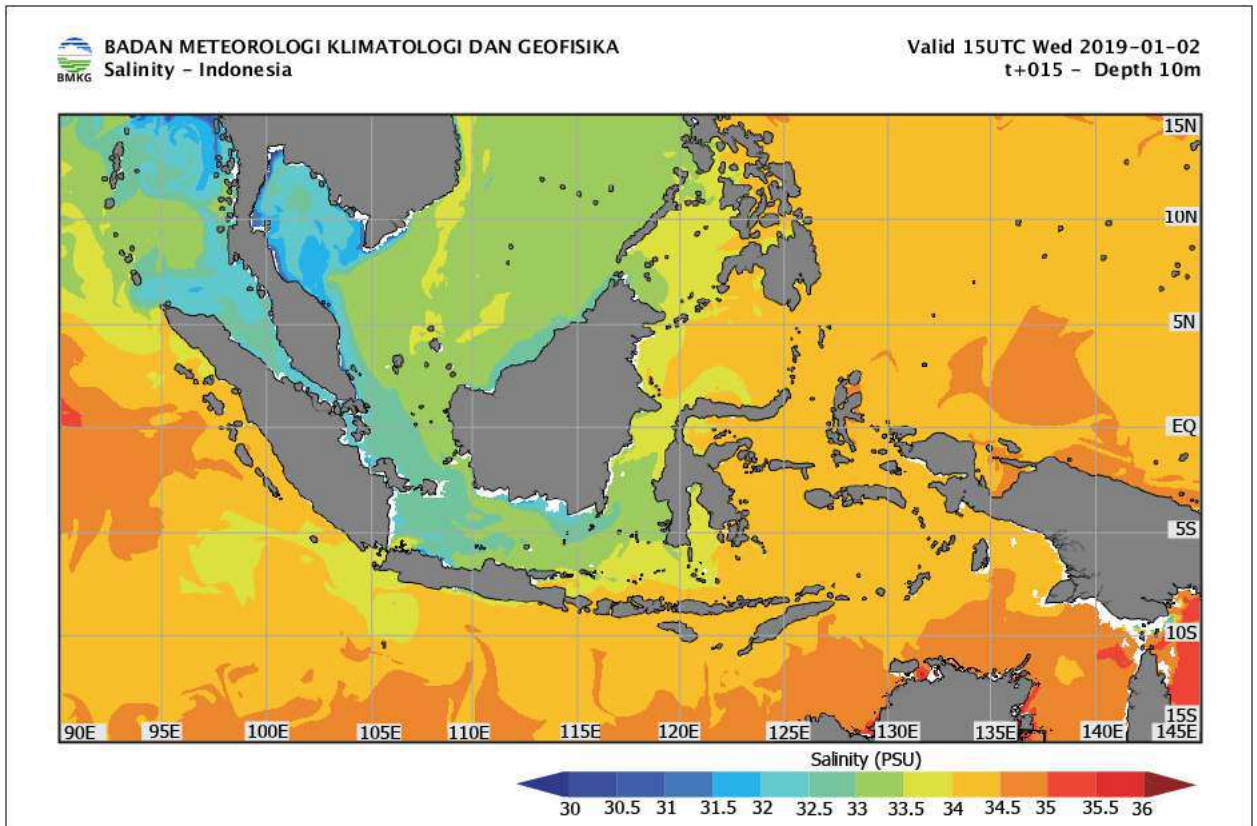 BADAN METEOROLOGI KLIMATOLOGI DAN GEOFISIKA
Salinity - Indonesia
BMKG
Valid 15UTC Wed 2019-01-02
t+015 - Depth 10m
15N
10N
5N
EQ
5S
10S
15S
90E 95E 100E 105E 110E 115E 120E 125E 130E 135E 140E 145E
Salinity (PSU)
30 30.5 31 31.5 32 32.5 33 33.5 34 34.5 35 35.5 36